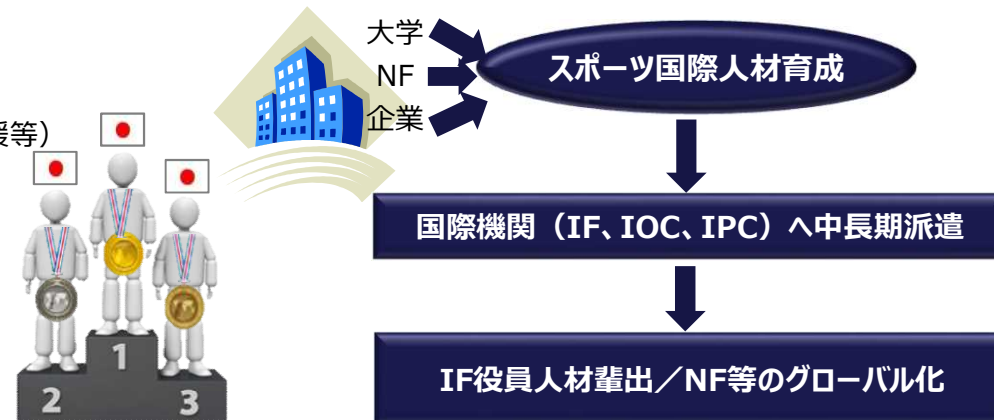 大学
NF
企業
スポーツ国際人材育成
援等）
国際機関（IF、IOC、IPC）へ中長期派遣
IF役員人材輩出／NF等のグローバル化
1
2
3